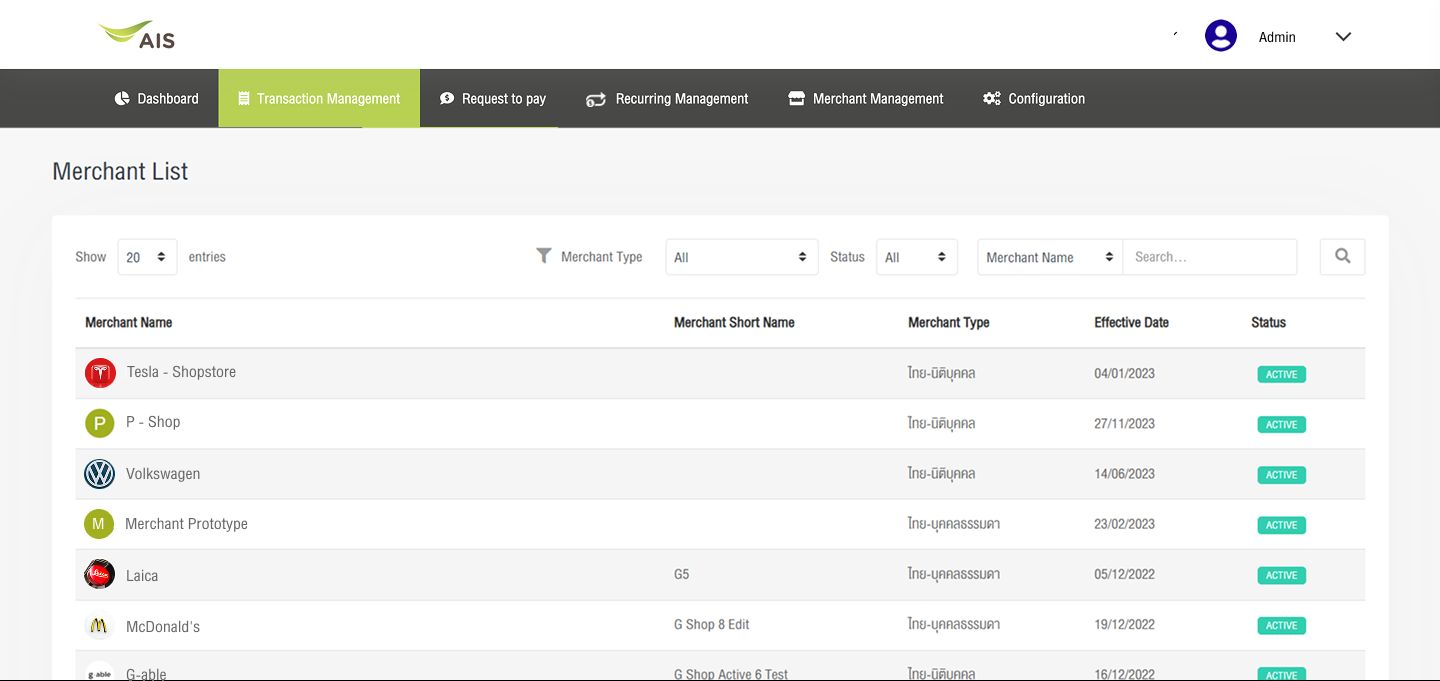 AIS
Admin
Dashboard Transaction Management Request to pay Recurring Management Merchant Management Configuration
Merchant List
Show 20 entries Merchant Type All Status All Merchant Name Search...
Merchant Name Merchant Short Name Merchant Type Effective Date Status
Tesla - Shopstore ไทย-นิติบุคคล 04/01/2023 ACTIVE
P P - Shop ไทย-นิติบุคคล 27/11/2023 ACTIVE
Volkswagen ไทย-นิติบุคคล 14/06/2023 ACTIVE
M Merchant Prototype ไทย-บุคคลธรรมดา 23/02/2023 ACTIVE
Leica Laica G5 ไทย-บุคคลธรรมดา 05/12/2022 ACTIVE
McDonald's G Shop 8 Edit ไทย-บุคคลธรรมดา 19/12/2022 ACTIVE
g-able G-able G Shop Active 6 Test ไทย-นิติบุคคล 16/12/2022 ACTIVE